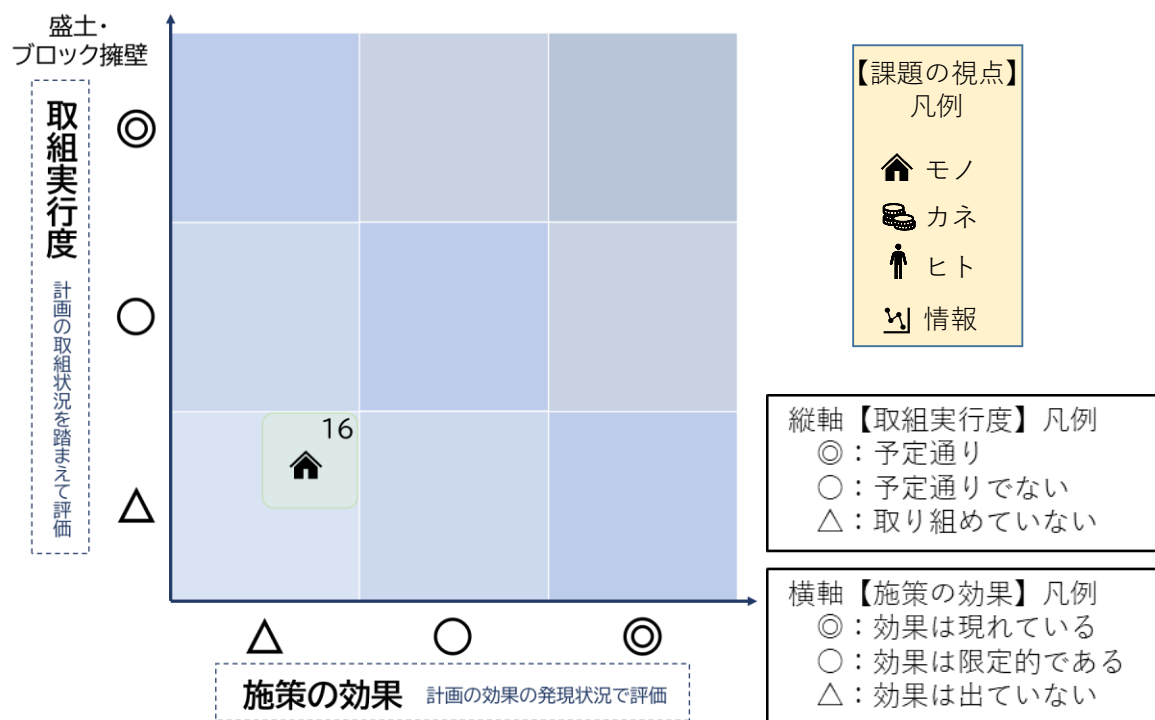 盛土・
ブロック擁壁
取組実行度
計画の取組状況を踏まえて評価
◎
○
△
16
△
○
◎
施策の効果 計画の効果の発現状況で評価
【課題の視点】
凡例
モノ
カネ
ヒト
情報
縦軸【取組実行度】凡例
◎：予定通り
○：予定通りでない
△：取り組めていない
横軸【施策の効果】凡例
◎：効果は現れている
○：効果は限定的である
△：効果は出ていない